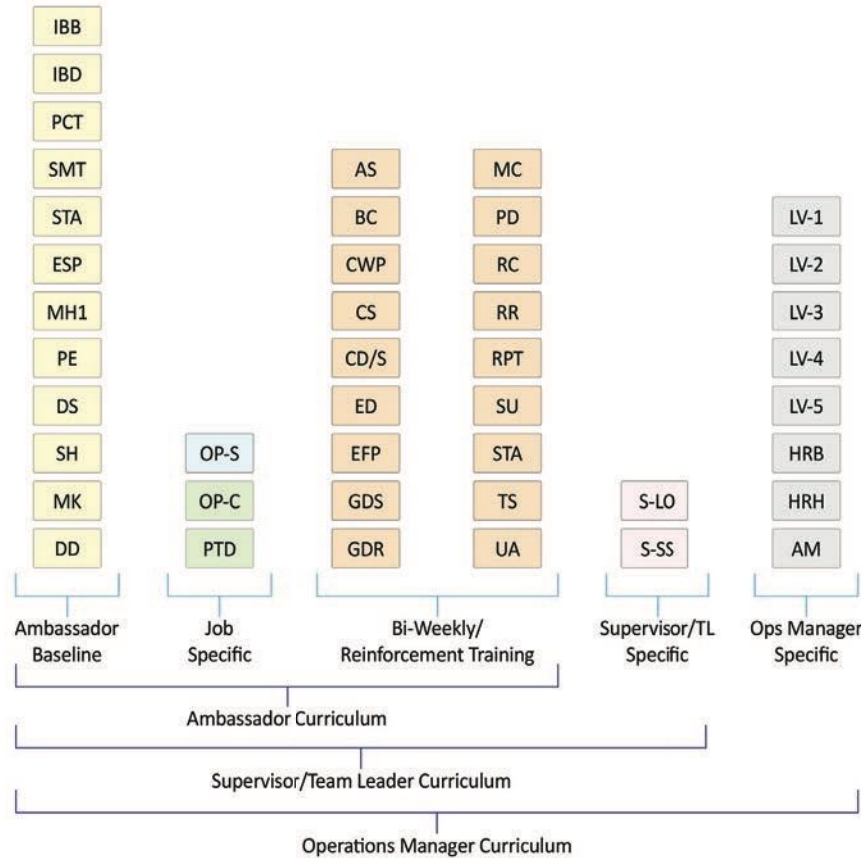 IBB
IBD
PCT
SMT
STA
ESP
MH1
PE
DS
SH
MK
DD
OP-S
OP-C
PTD
AS
BC
CWP
CS
CD/S
ED
EFP
GDS
GDR
MC
PD
RC
RR
RPT
SU
STA
TS
UA
S-LO
S-SS
LV-1
LV-2
LV-3
LV-4
LV-5
HRB
HRH
AM
Ambassador
Baseline
Job
Specific
Bi-Weekly/
Reinforcement Training
Supervisor/TL
Specific
Ops Manager
Specific
Ambassador Curriculum
Supervisor/Team Leader Curriculum
Operations Manager Curriculum